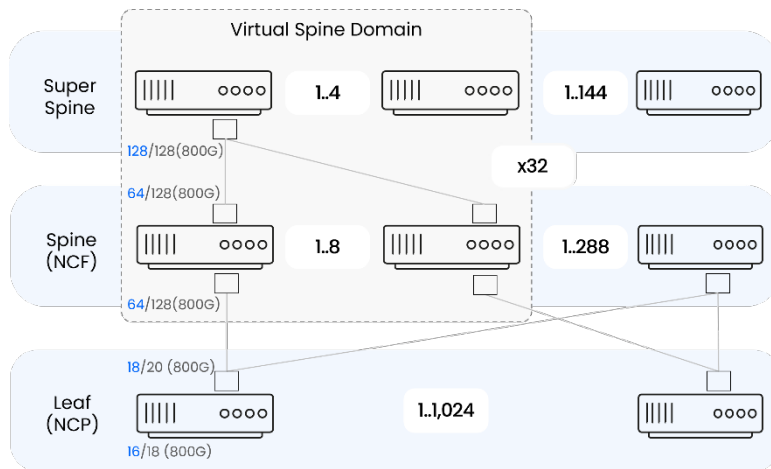 Virtual Spine Domain
Super
Spine
1..4
1..144
128/128(800G)
x32
64/128(800G)
Spine
(NCF)
1..8
1..288
64/128(800G)
18/20 (800G)
Leaf
(NCP)
1..1,024
16/18 (800G)